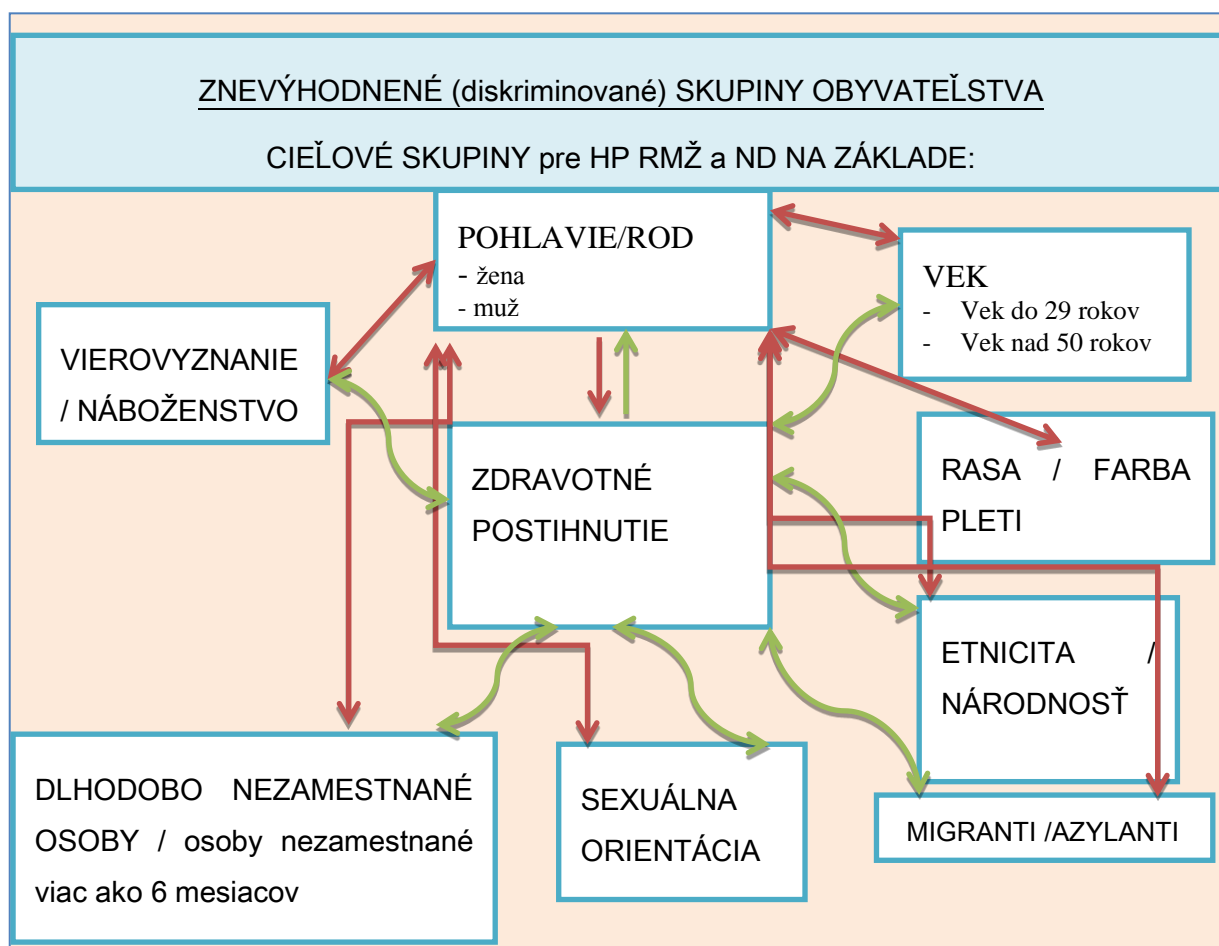 ZNEVÝHODNENÉ (diskriminované) SKUPINY OBYVATEĽSTVA
CIEĽOVÉ SKUPINY pre HP RMŽ a ND NA ZÁKLADE:
POHLAVIE/ROD
- žena
- muž
VEK
- Vek do 29 rokov
- Vek nad 50 rokov
VIEROVYZNANIE
/ NÁBOŽENSTVO
ZDRAVOTNÉ
POSTIHNUTIE
RASA / FARBA
PLETI
ETNICITA /
NÁRODNOSŤ
DLHODOBO NEZAMESTNANÉ
OSOBY / osoby nezamestnané
viac ako 6 mesiacov
SEXUÁLNA
ORIENTÁCIA
MIGRANTI /AZYLANTI